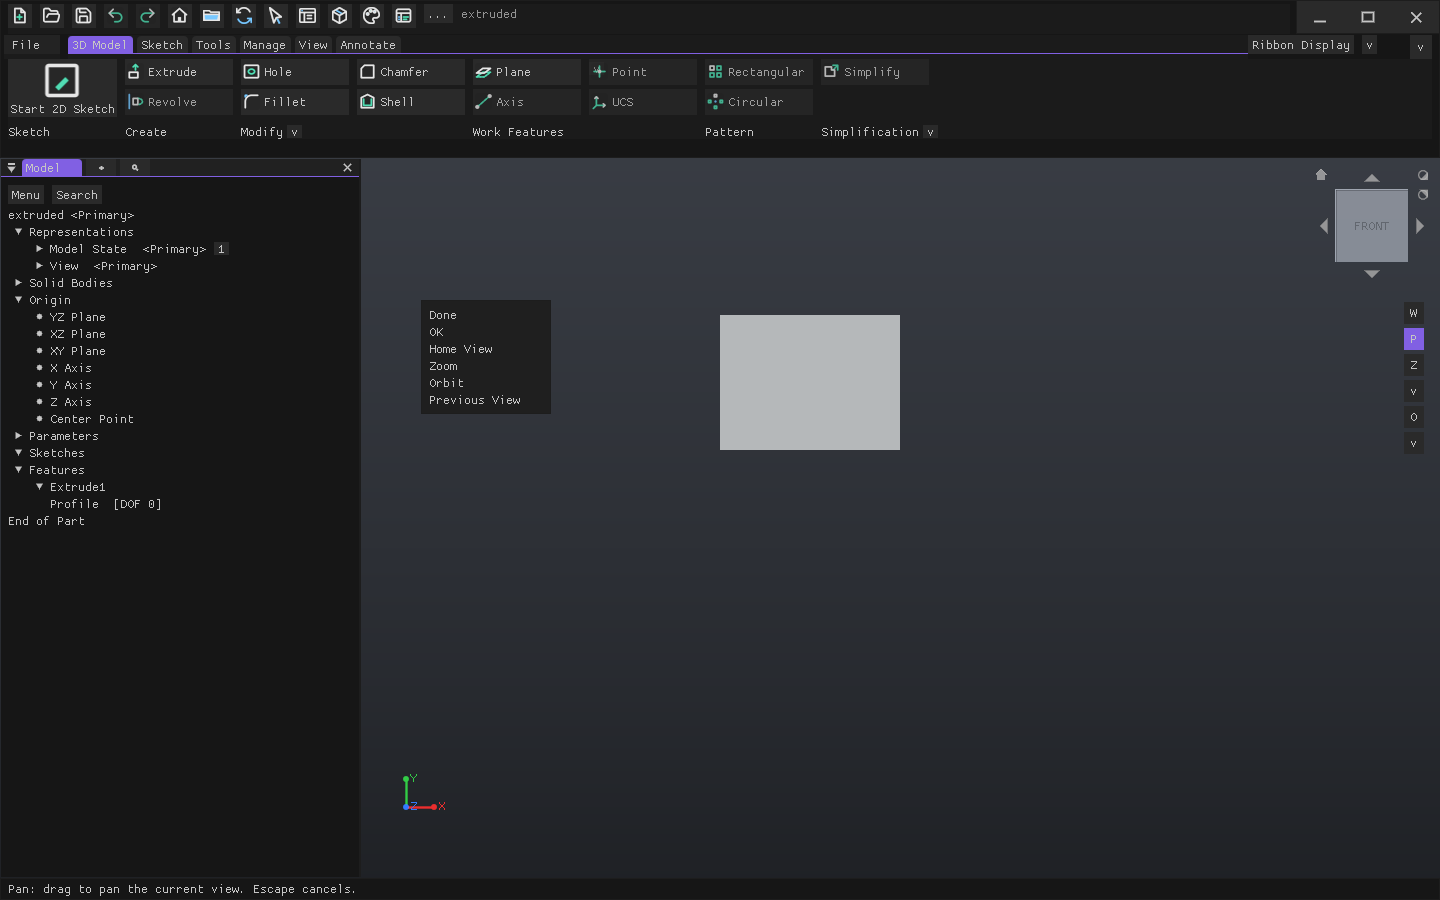 ... extruded
File 3D Model Sketch Tools Manage View Annotate Ribbon Display v v
Start 2D Sketch
Extrude Hole Chamfer Plane Point Rectangular Simplify
Revolve Fillet Shell Axis UCS Circular
Sketch Create Modify v Work Features Pattern Simplification v
Model
Menu Search
extruded <Primary>
Representations
Model State <Primary> 1
View <Primary>
Solid Bodies
Origin
YZ Plane
XZ Plane
XY Plane
X Axis
Y Axis
Z Axis
Center Point
Parameters
Sketches
Features
Extrude1
Profile [DOF 0]
End of Part
Done
OK
Home View
Zoom
Orbit
Previous View
FRONT
W
P
Z
v
O
v
Y
Z X
Pan: drag to pan the current view. Escape cancels.